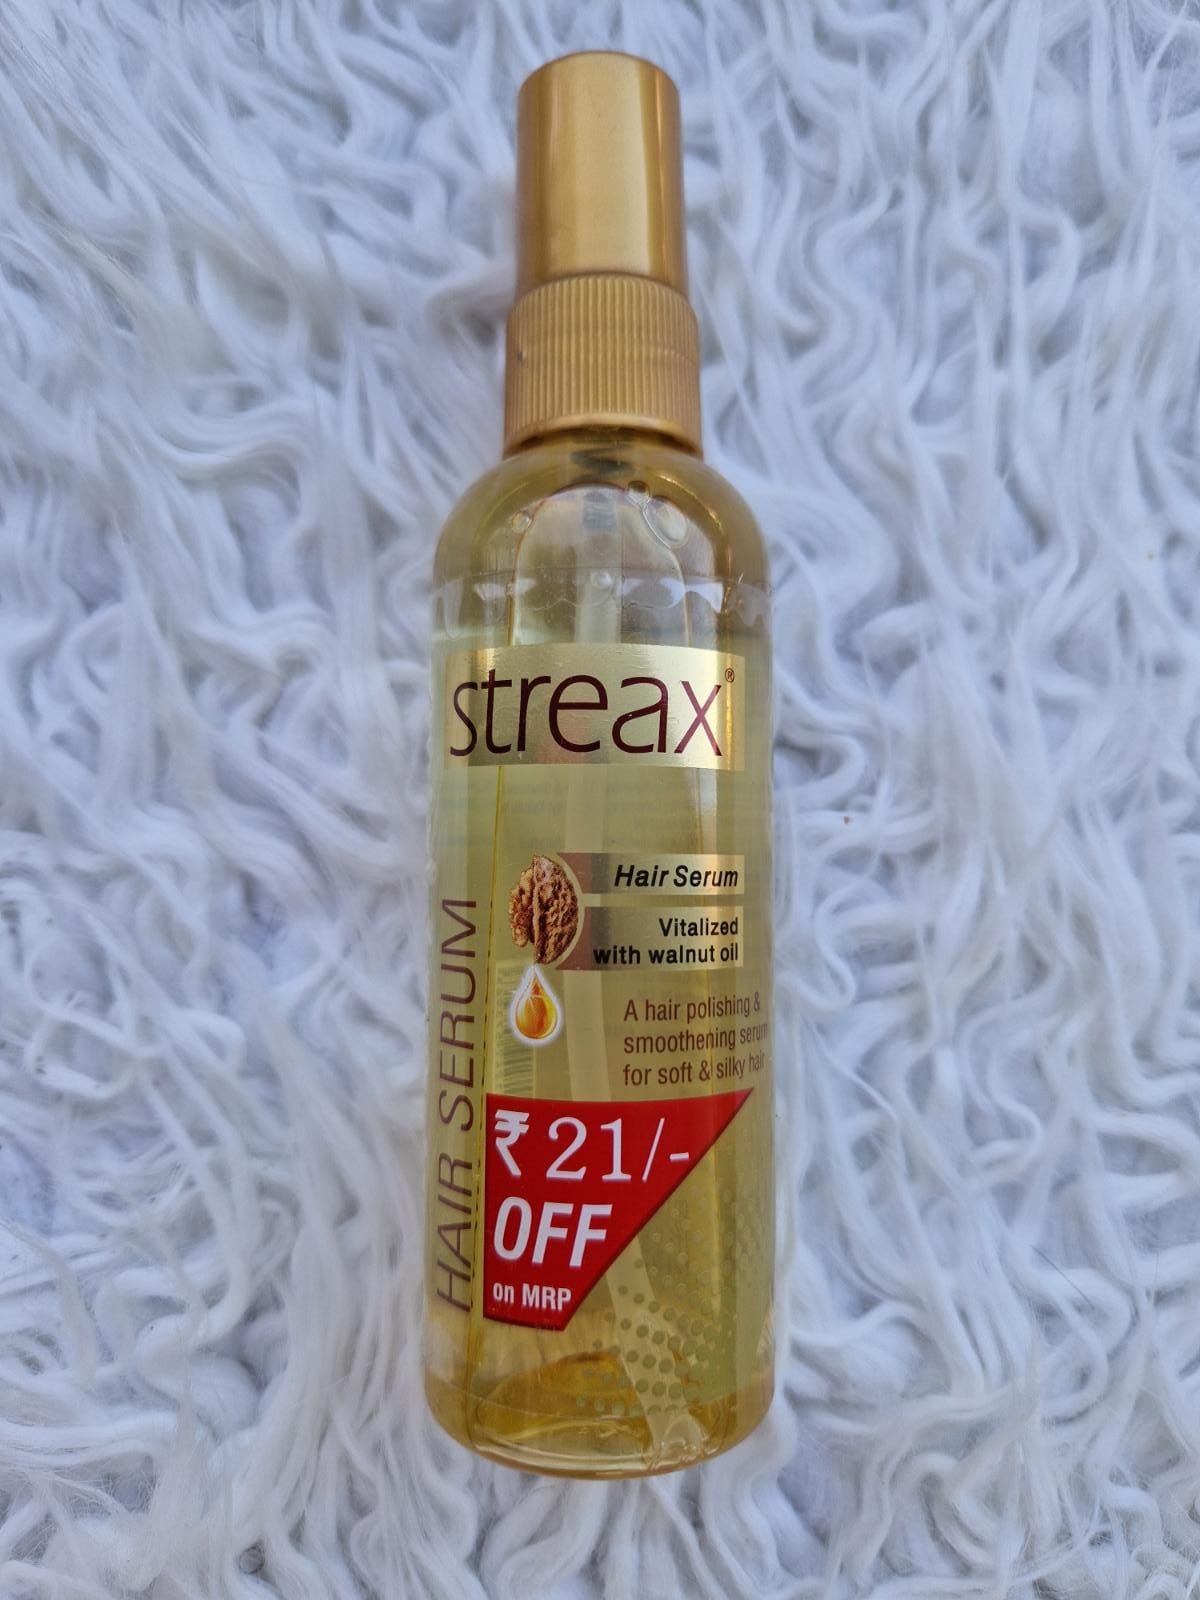 streax®
Hair Serum
Vitalized
with walnut oil
A hair polishing &
smoothening serum
for soft & silky hair
HAIR SERUM
₹ 21/-
OFF
on MRP